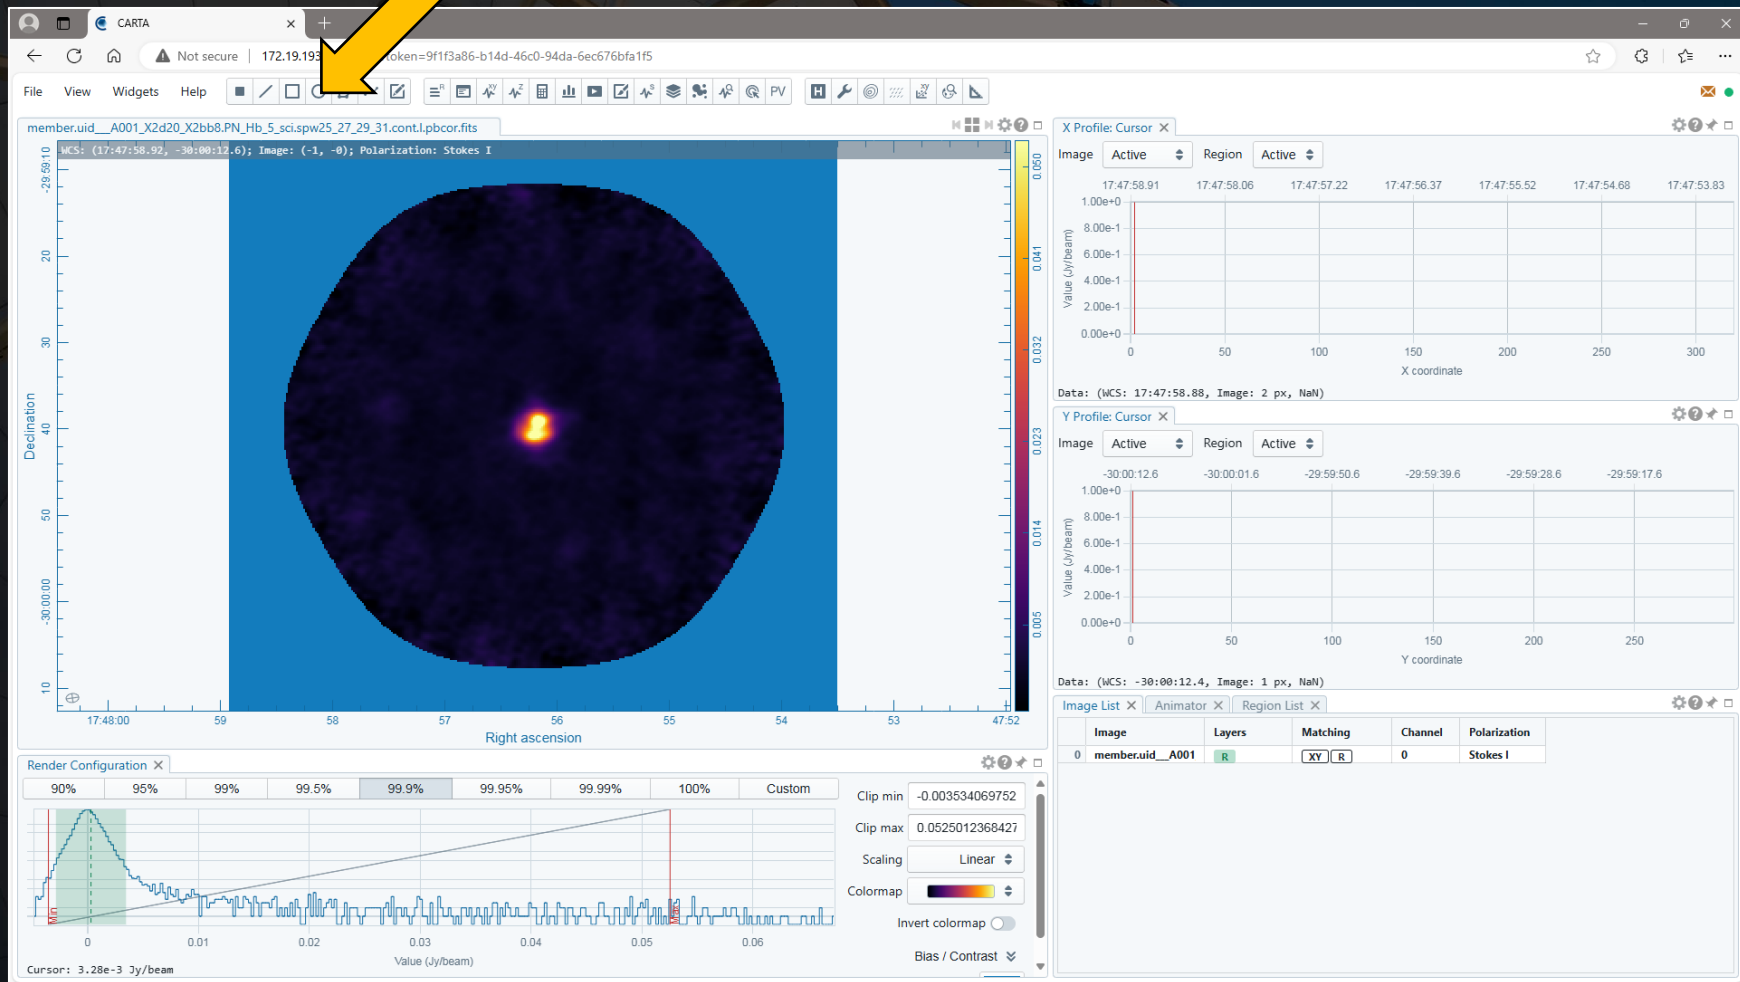 CARTA
Not secure
172.19.193
token=9f1f3a86-b14d-46c0-94da-6ec676bfa1f5
File View Widgets Help
R XY Z S PV H XY
member.uid___A001_X2d20_X2bb8.PN_Hb_5_sci.spw25_27_29_31.cont.I.pbcor.fits
WCS: (17:47:58.92, -30:00:12.6); Image: (-1, -0); Polarization: Stokes I
-29:59:10
20
30
40
50
-30:00:00
10
Declination
17:48:00 59 58 57 56 55 54 53 47:52
Right ascension
0.050
0.041
0.032
0.023
0.014
0.005
X Profile: Cursor
Image Active Region Active
17:47:58.91 17:47:58.06 17:47:57.22 17:47:56.37 17:47:55.52 17:47:54.68 17:47:53.83
1.00e+0
8.00e-1
6.00e-1
4.00e-1
2.00e-1
0.00e+0
Value (Jy/beam)
0 50 100 150 200 250 300
X coordinate
Data: (WCS: 17:47:58.88, Image: 2 px, NaN)
Y Profile: Cursor
Image Active Region Active
-30:00:12.6 -30:00:01.6 -29:59:50.6 -29:59:39.6 -29:59:28.6 -29:59:17.6
1.00e+0
8.00e-1
6.00e-1
4.00e-1
2.00e-1
0.00e+0
Value (Jy/beam)
0 50 100 150 200 250
Y coordinate
Data: (WCS: -30:00:12.4, Image: 1 px, NaN)
Image List Animator Region List
Image Layers Matching Channel Polarization
0 member.uid___A001 R XY R 0 Stokes I
Render Configuration
90% 95% 99% 99.5% 99.9% 99.95% 99.99% 100% Custom
Min
Max
0 0.01 0.02 0.03 0.04 0.05 0.06
Value (Jy/beam)
Cursor: 3.28e-3 Jy/beam
Clip min -0.003534069752
Clip max 0.0525012368427
Scaling Linear
Colormap
Invert colormap
Bias / Contrast